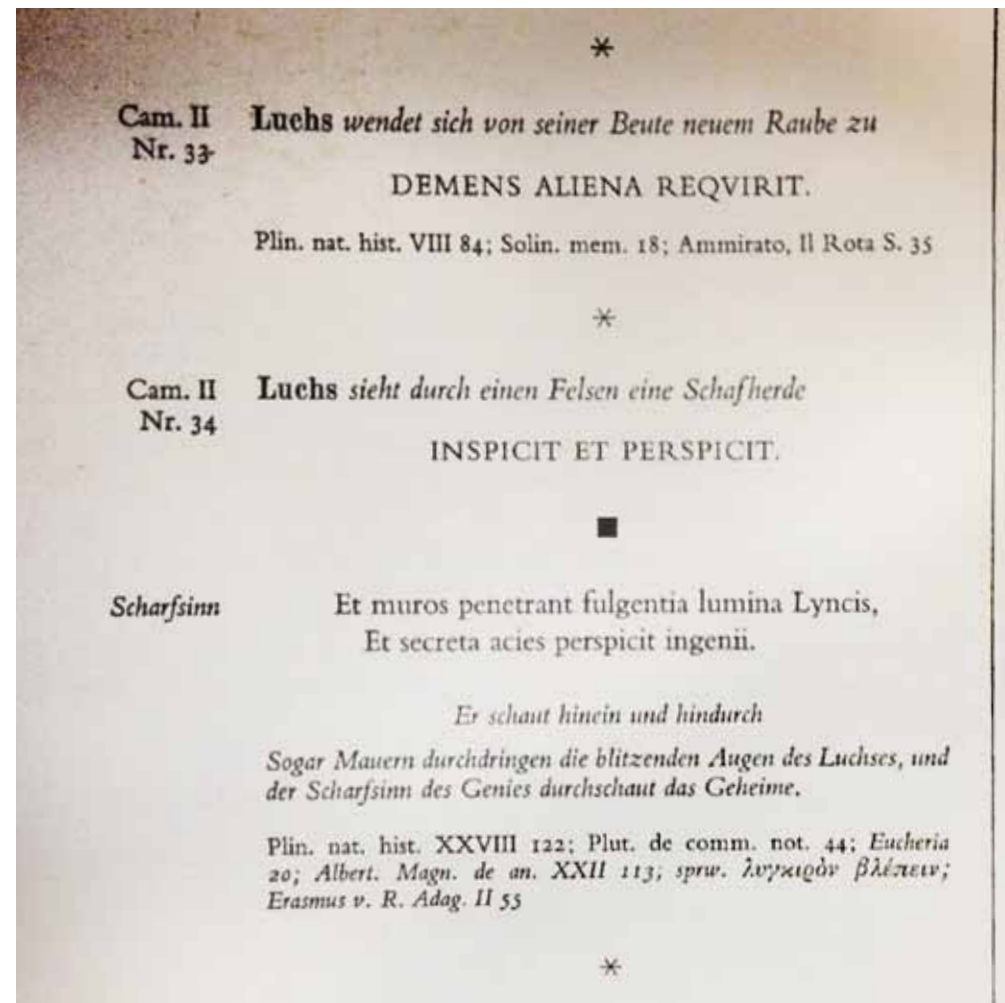 *
Cam. II Luchs wendet sich von seiner Beute neuem Raube zu
Nr. 33
DEMENS ALIENA REQVIRIT.
Plin. nat. hist. VIII 84; Solin. mem. 18; Ammirato, Il Rota S. 35
*
Cam. II Luchs sieht durch einen Felsen eine Schafherde
Nr. 34
INSPICIT ET PERSPICIT.
■
Scharfsinn Et muros penetrant fulgentia lumina Lyncis,
Et secreta acies perspicit ingenii.
Er schaut hinein und hindurch
Sogar Mauern durchdringen die blitzenden Augen des Luchses, und
der Scharfsinn des Genies durchschaut das Geheime.
Plin. nat. hist. XXVIII 122; Plut. de comm. not. 44; Eucheria
20; Albert. Magn. de an. XXII 113; sprw. λυγκιρὸν βλέπειν;
Erasmus v. R. Adag. II 55
*